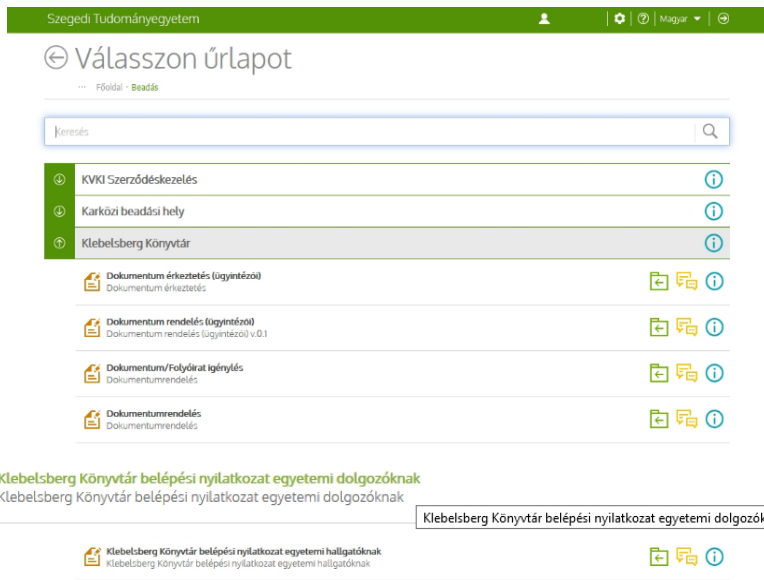 Szegedi Tudományegyetem
Magyar
Válasszon űrlapot
... Főoldal · Beadás
Keresés
KVKI Szerződéskezelés
Karközi beadási hely
Klebelsberg Könyvtár
Dokumentum érkeztetés (ügyintézői)
Dokumentum érkeztetés
Dokumentum rendelés (ügyintézői)
Dokumentum rendelés (ügyintézői) v.0.1
Dokumentum/Folyóirat igénylés
Dokumentumrendelés
Dokumentumrendelés
Dokumentumrendelés
Klebelsberg Könyvtár belépési nyilatkozat egyetemi dolgozóknak
Klebelsberg Könyvtár belépési nyilatkozat egyetemi dolgozóknak
Klebelsberg Könyvtár belépési nyilatkozat egyetemi dolgozók
Klebelsberg Könyvtár belépési nyilatkozat egyetemi hallgatóknak
Klebelsberg Könyvtár belépési nyilatkozat egyetemi hallgatóknak